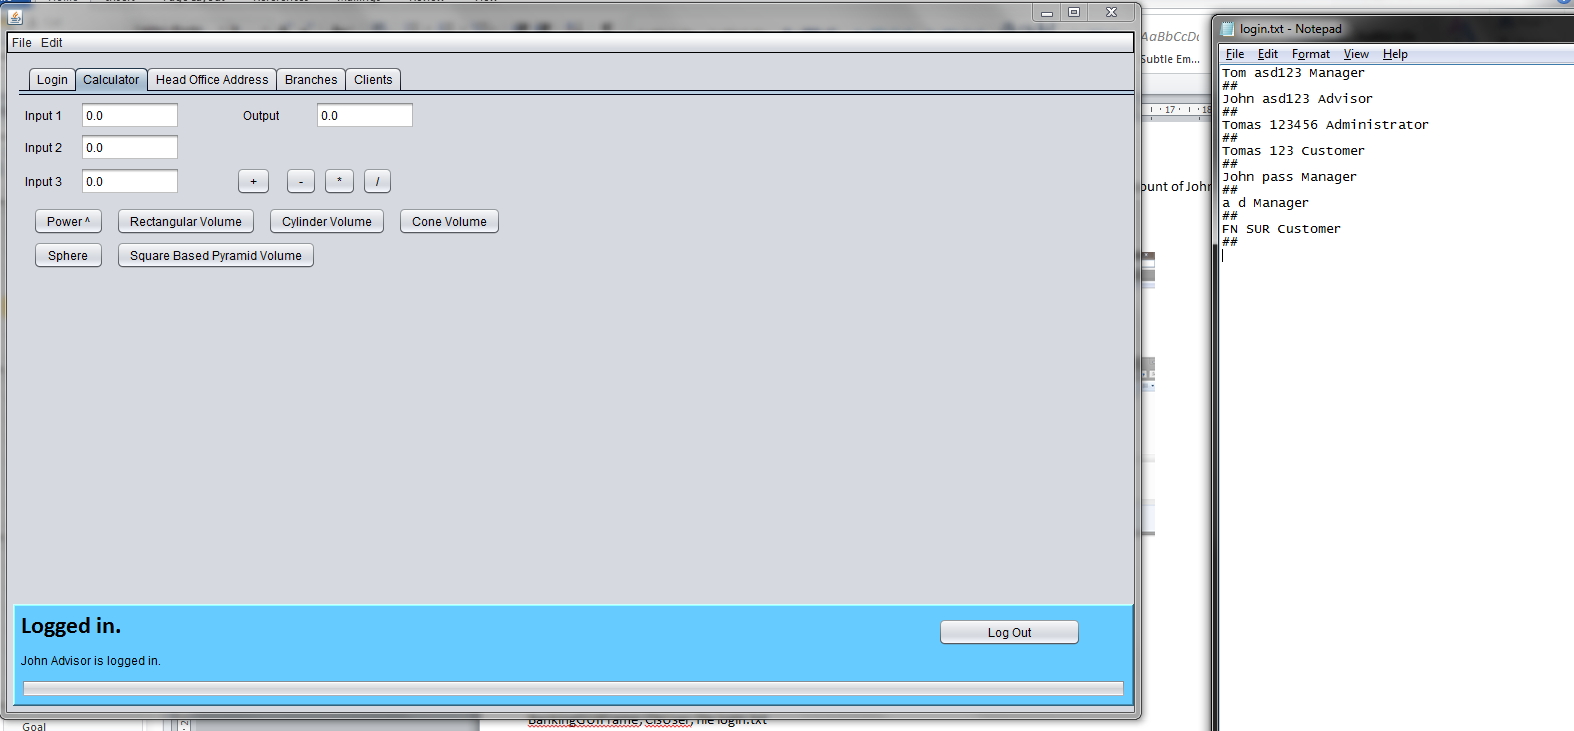 File Edit
Login Calculator Head Office Address Branches Clients
Input 1 0.0 Output 0.0
Input 2 0.0
Input 3 0.0 + - * /
Power ^ Rectangular Volume Cylinder Volume Cone Volume
Sphere Square Based Pyramid Volume
Logged in.
Log Out
John Advisor is logged in.
Goal
BankingGUIFrame, ClsUser, file login.txt
AaBbCcDc
Subtle Em...
17 18
ount of John
login.txt - Notepad
File Edit Format View Help
Tom asd123 Manager
##
John asd123 Advisor
##
Tomas 123456 Administrator
##
Tomas 123 Customer
##
John pass Manager
##
a d Manager
##
FN SUR Customer
##